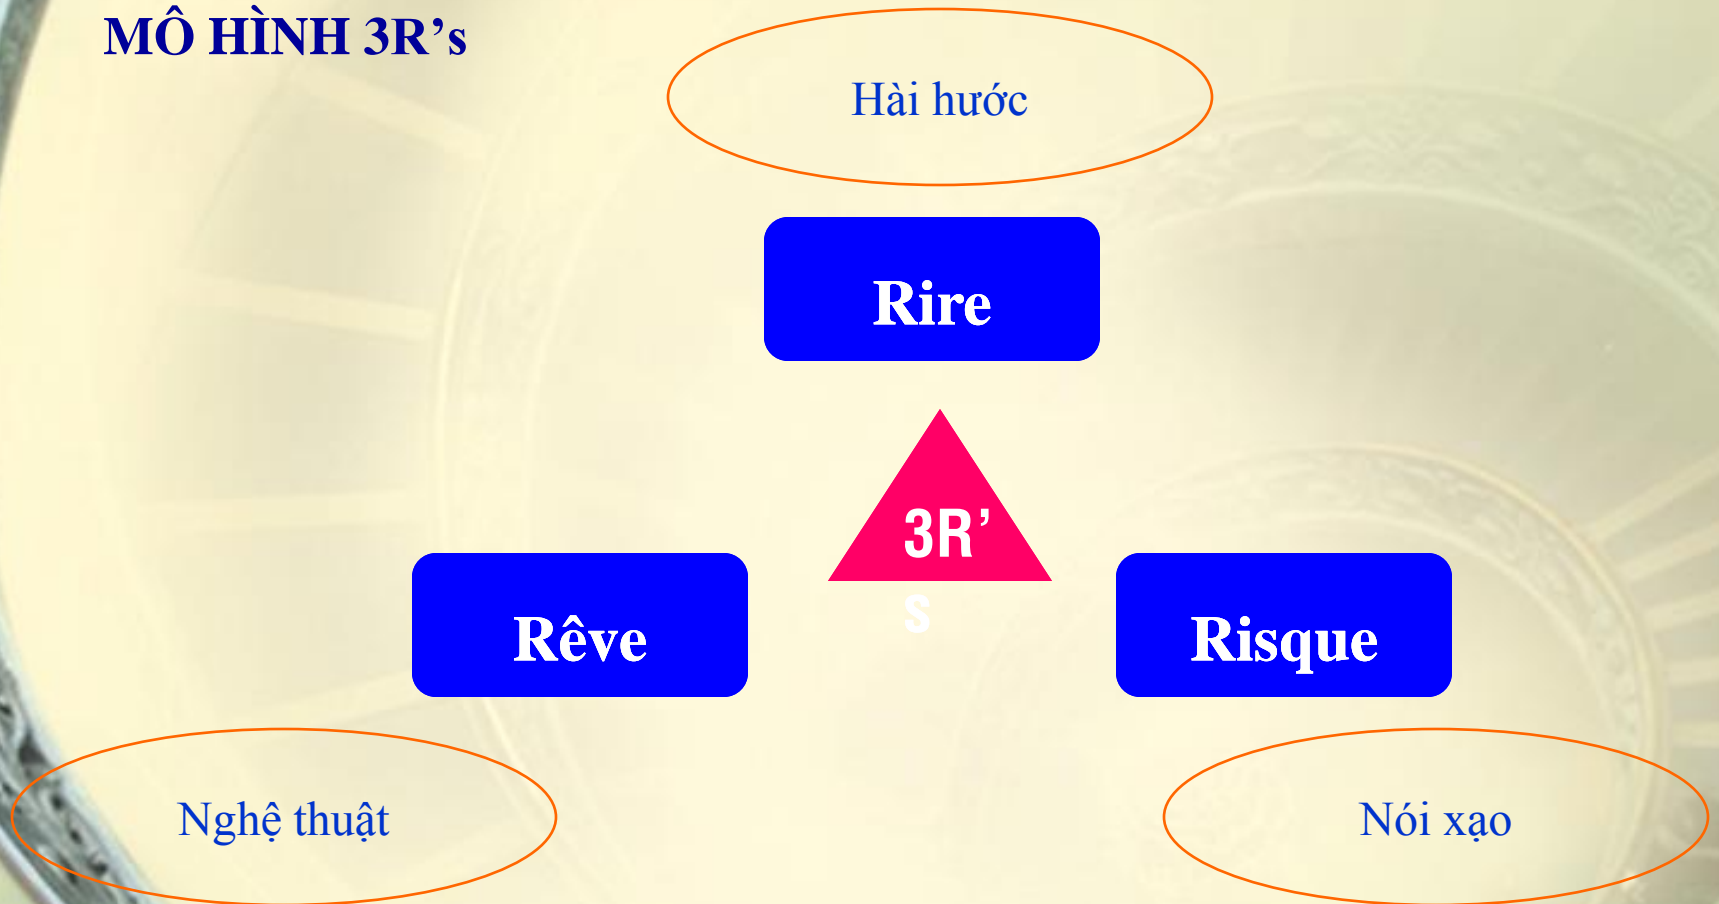 MÔ HÌNH 3R’s
Hài hước
Rire
3R’
s
Rêve
Risque
Nghệ thuật
Nói xạo